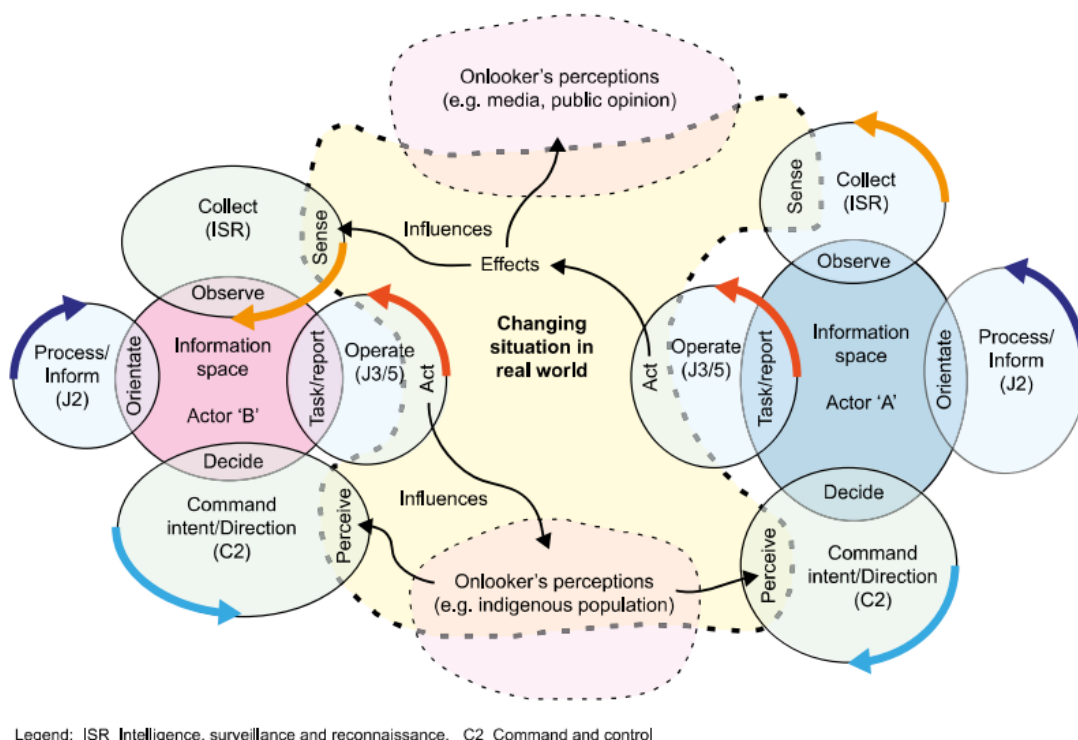 Onlooker's perceptions
(e.g. media, public opinion)
Collect
(ISR)
Sense
Observe
Process/
Inform
(J2)
Orientate
Information
space
Actor 'B'
Task/report
Operate
(J3/5)
Act
Decide
Command
intent/Direction
(C2)
Perceive
Influences
Effects
Changing
situation in
real world
Influences
Onlooker's perceptions
(e.g. indigenous population)
Sense
Collect
(ISR)
Observe
Act
Operate
(J3/5)
Task/report
Information
space
Actor 'A'
Orientate
Process/
Inform
(J2)
Decide
Perceive
Command
intent/Direction
(C2)
Legend: ISR Intelligence, surveillance and reconnaissance, C2 Command and control